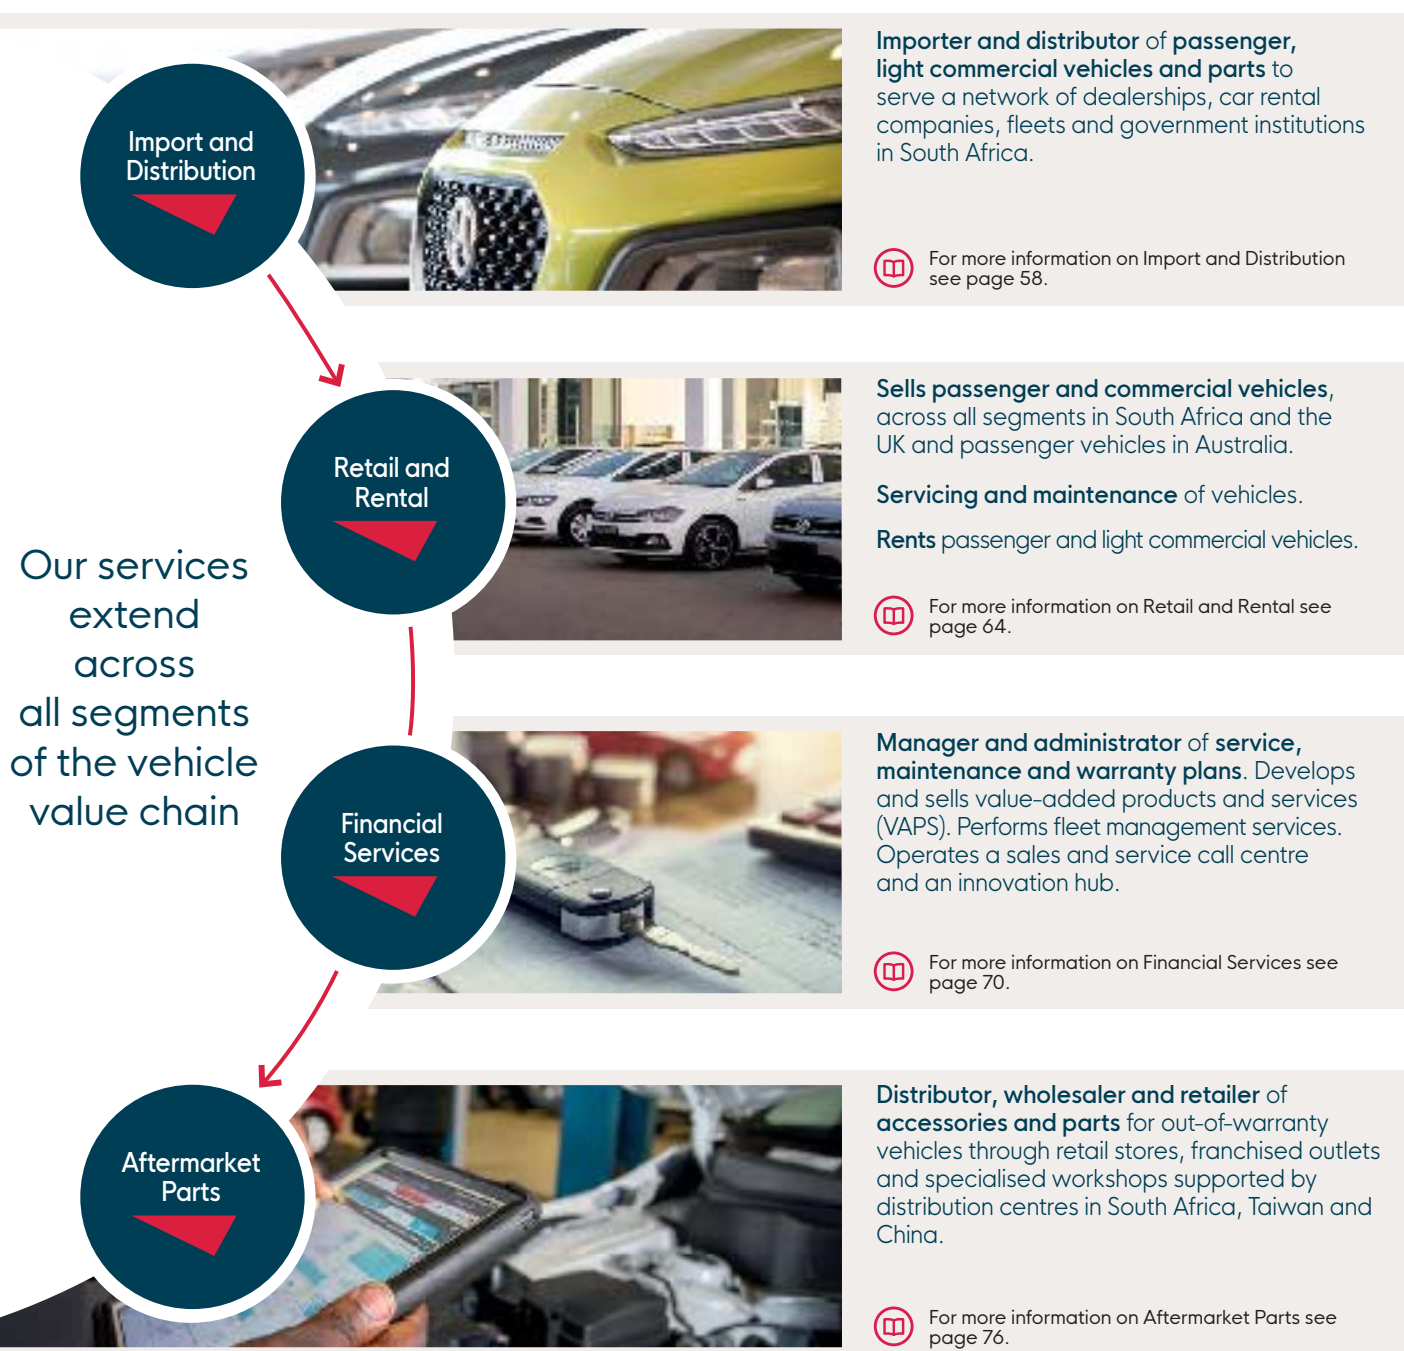 Import and
Distribution
Importer and distributor of passenger,
light commercial vehicles and parts to
serve a network of dealerships, car rental
companies, fleets and government institutions
in South Africa.
For more information on Import and Distribution
see page 58.
Retail and
Rental
Sells passenger and commercial vehicles,
across all segments in South Africa and the
UK and passenger vehicles in Australia.
Servicing and maintenance of vehicles.
Rents passenger and light commercial vehicles.
For more information on Retail and Rental see
page 64.
Our services
extend
across
all segments
of the vehicle
value chain
Financial
Services
Manager and administrator of service,
maintenance and warranty plans. Develops
and sells value-added products and services
(VAPS). Performs fleet management services.
Operates a sales and service call centre
and an innovation hub.
For more information on Financial Services see
page 70.
Aftermarket
Parts
Distributor, wholesaler and retailer of
accessories and parts for out-of-warranty
vehicles through retail stores, franchised outlets
and specialised workshops supported by
distribution centres in South Africa, Taiwan and
China.
For more information on Aftermarket Parts see
page 76.